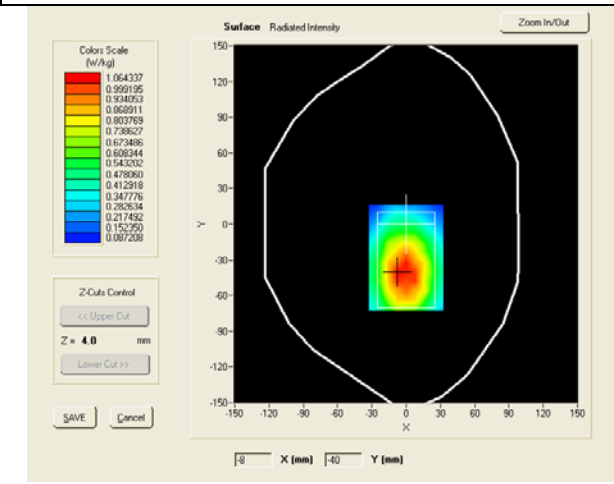 Surface Radiated Intensity
Zoom In/Out
Colors Scale
(W/kg)
1.064337
0.999195
0.934053
0.868911
0.803769
0.738627
0.673486
0.608344
0.543202
0.478060
0.412918
0.347776
0.282634
0.217492
0.152350
0.087208
Z-Cuts Control
<< Upper Cut
Z = 4.0 mm
Lower Cut >>
SAVE Cancel
150-
120-
90-
60-
30-
0-
-30-
-60-
-90-
-120-
-150-
Y
-150 -120 -90 -60 -30 0 30 60 90 120 150
X
-8 X (mm) -40 Y (mm)